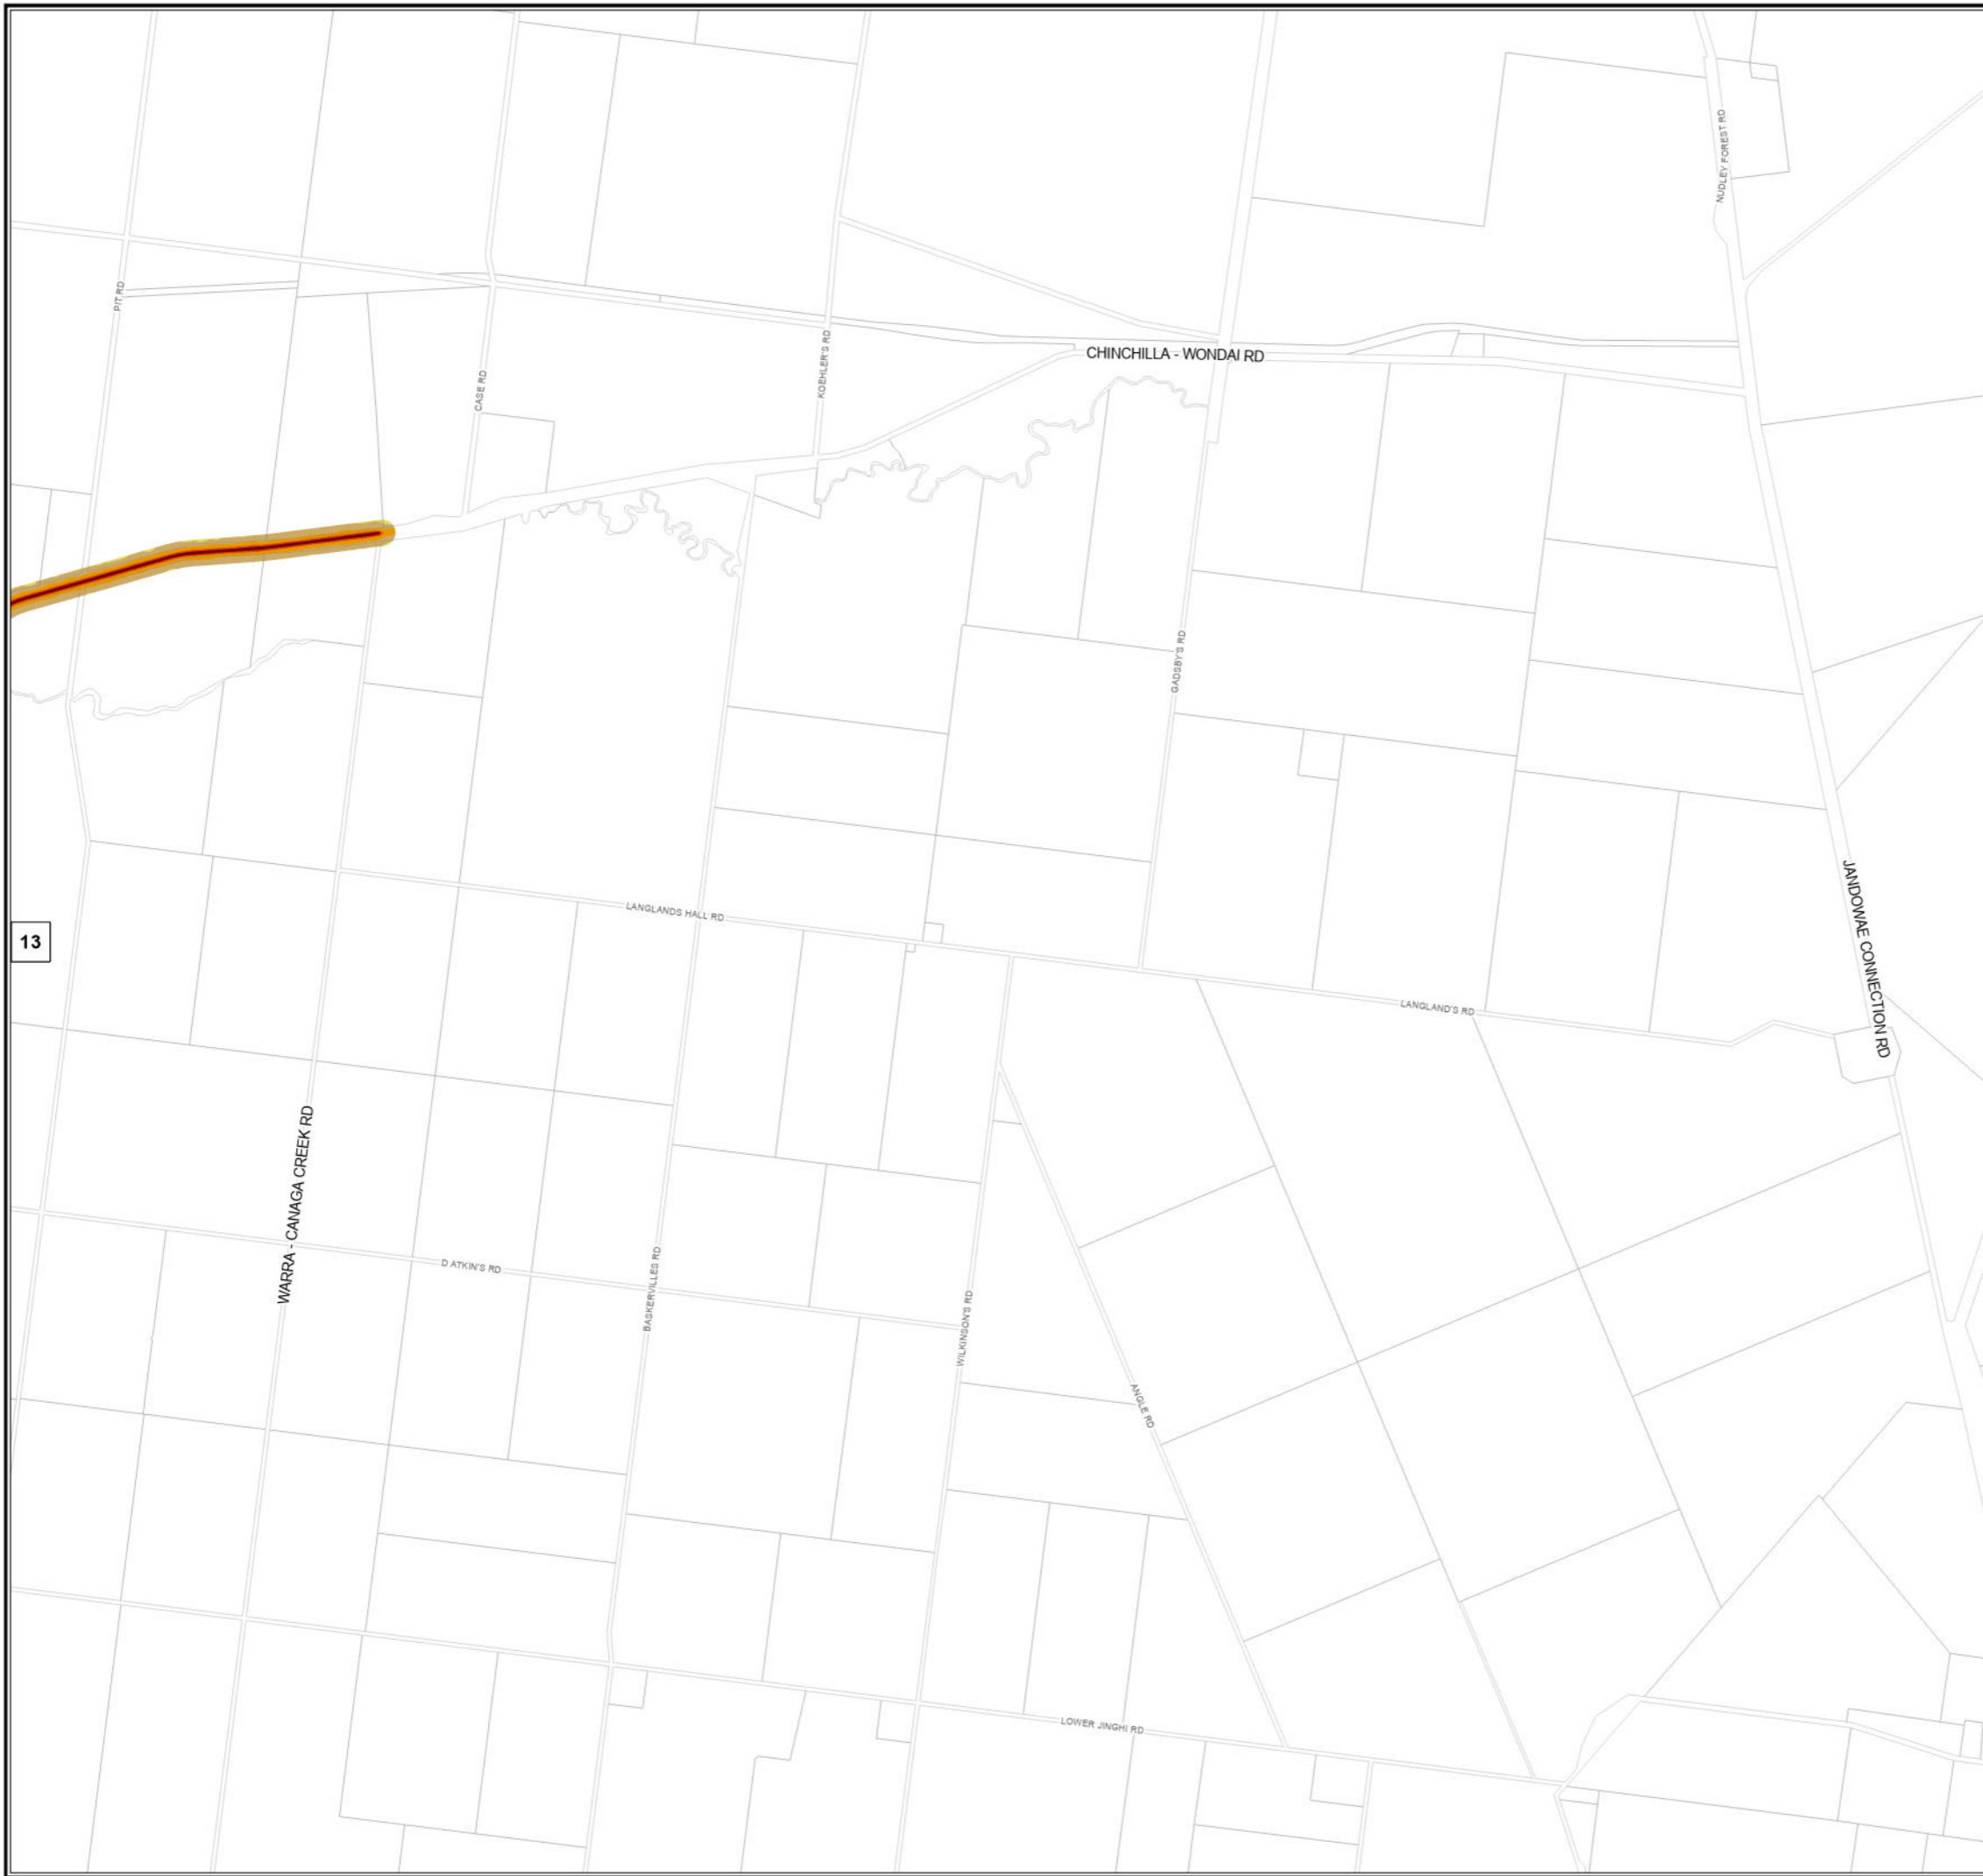 NUDLEY FOREST RD
PIT RD
KOEHLER'S RD
CHINCHILLA - WONDAI RD
CASE RD
GADSBY'S RD
LANGLANDS HALL RD
13
JANDOWAE CONNECTION RD
LANGLAND'S RD
WARRA - CANAGA CREEK RD
D ATKIN'S RD
BASKERVILLES RD
WILKINSON'S RD
ANGLE RD
LOWER JINGHI RD